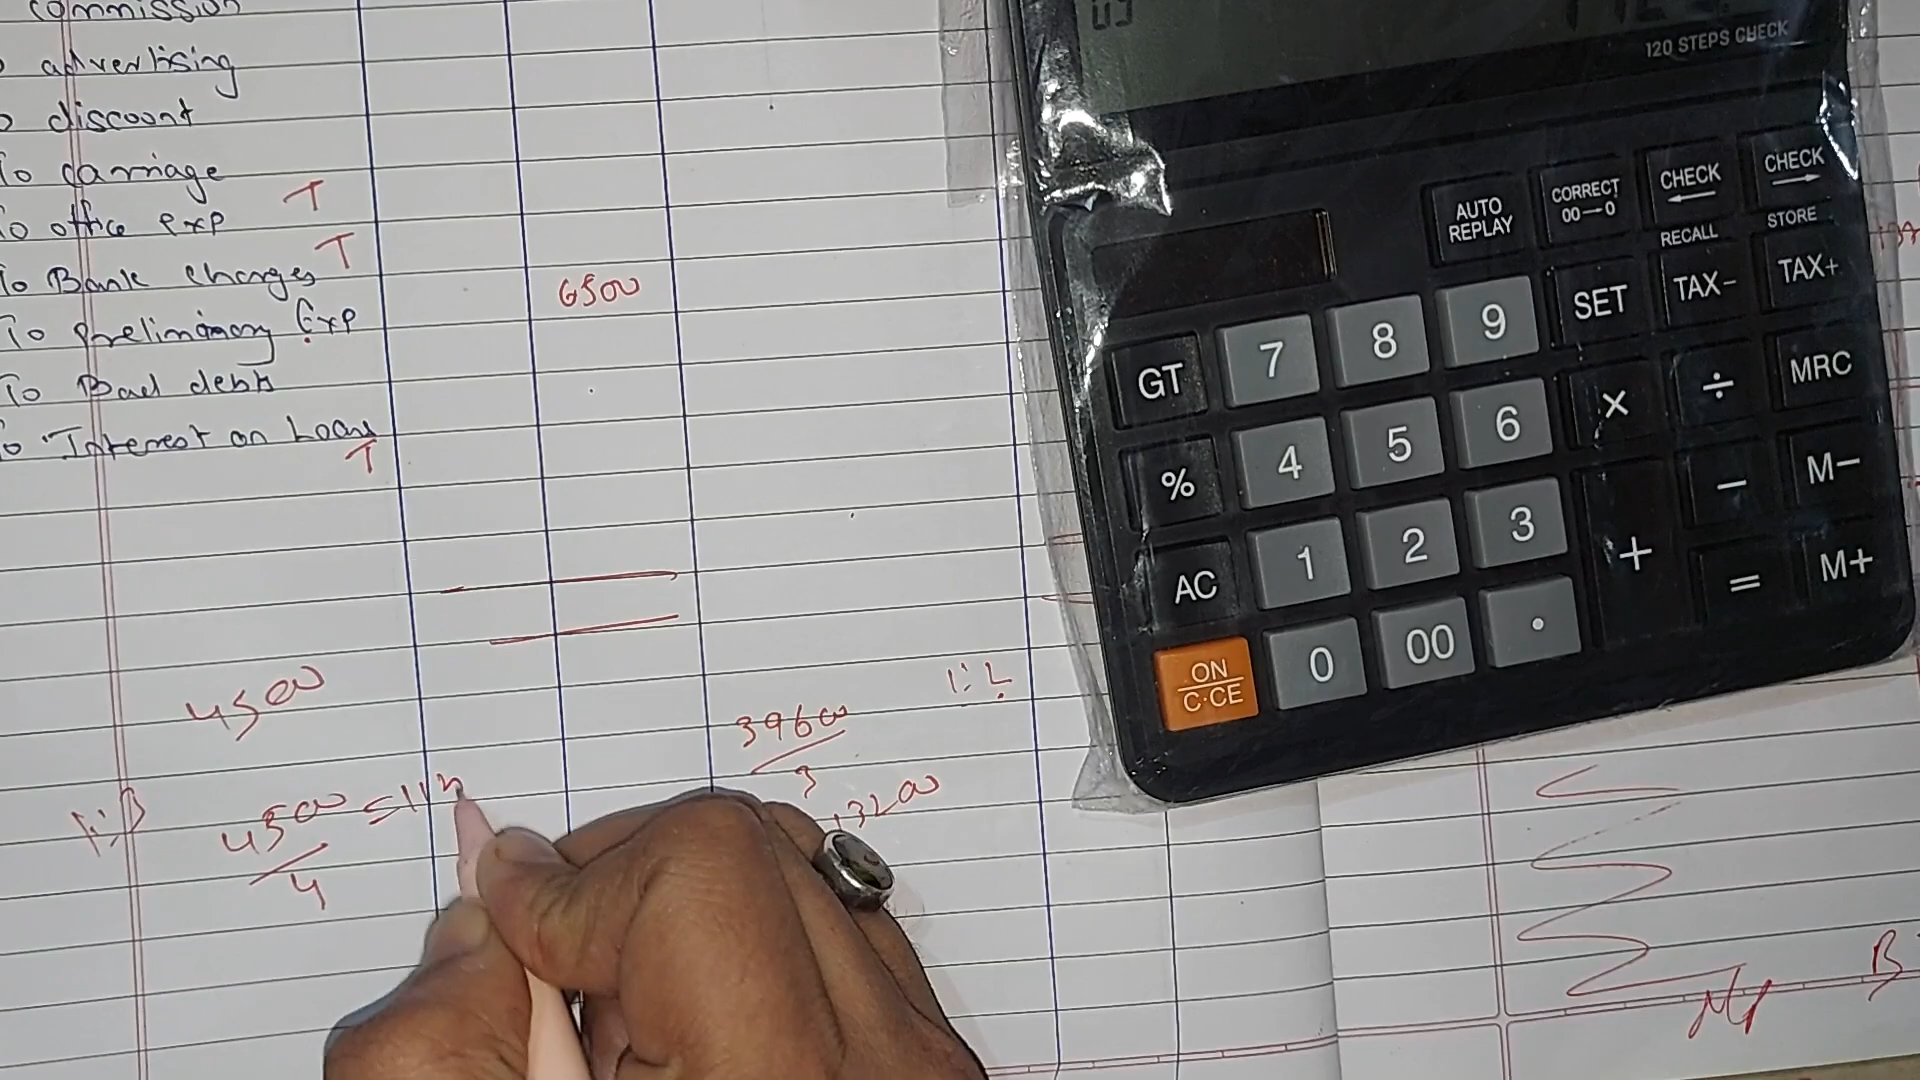 commission
advertising
discount
To carriage
T
To office exp
T
To Bank charges
6500
To Preliminary Exp
To Bad debts
To Interest on Loans
T
4500
1:3
4500
4
39600
3
13200
1:2
120 STEPS CHECK
AUTO REPLAY
CORRECT 00→0
CHECK ←
CHECK →
RECALL
STORE
GT 7 8 9 SET TAX− TAX+
% 4 5 6 × ÷ MRC
AC 1 2 3 + − M−
ON C·CE 0 00 . = M+
B